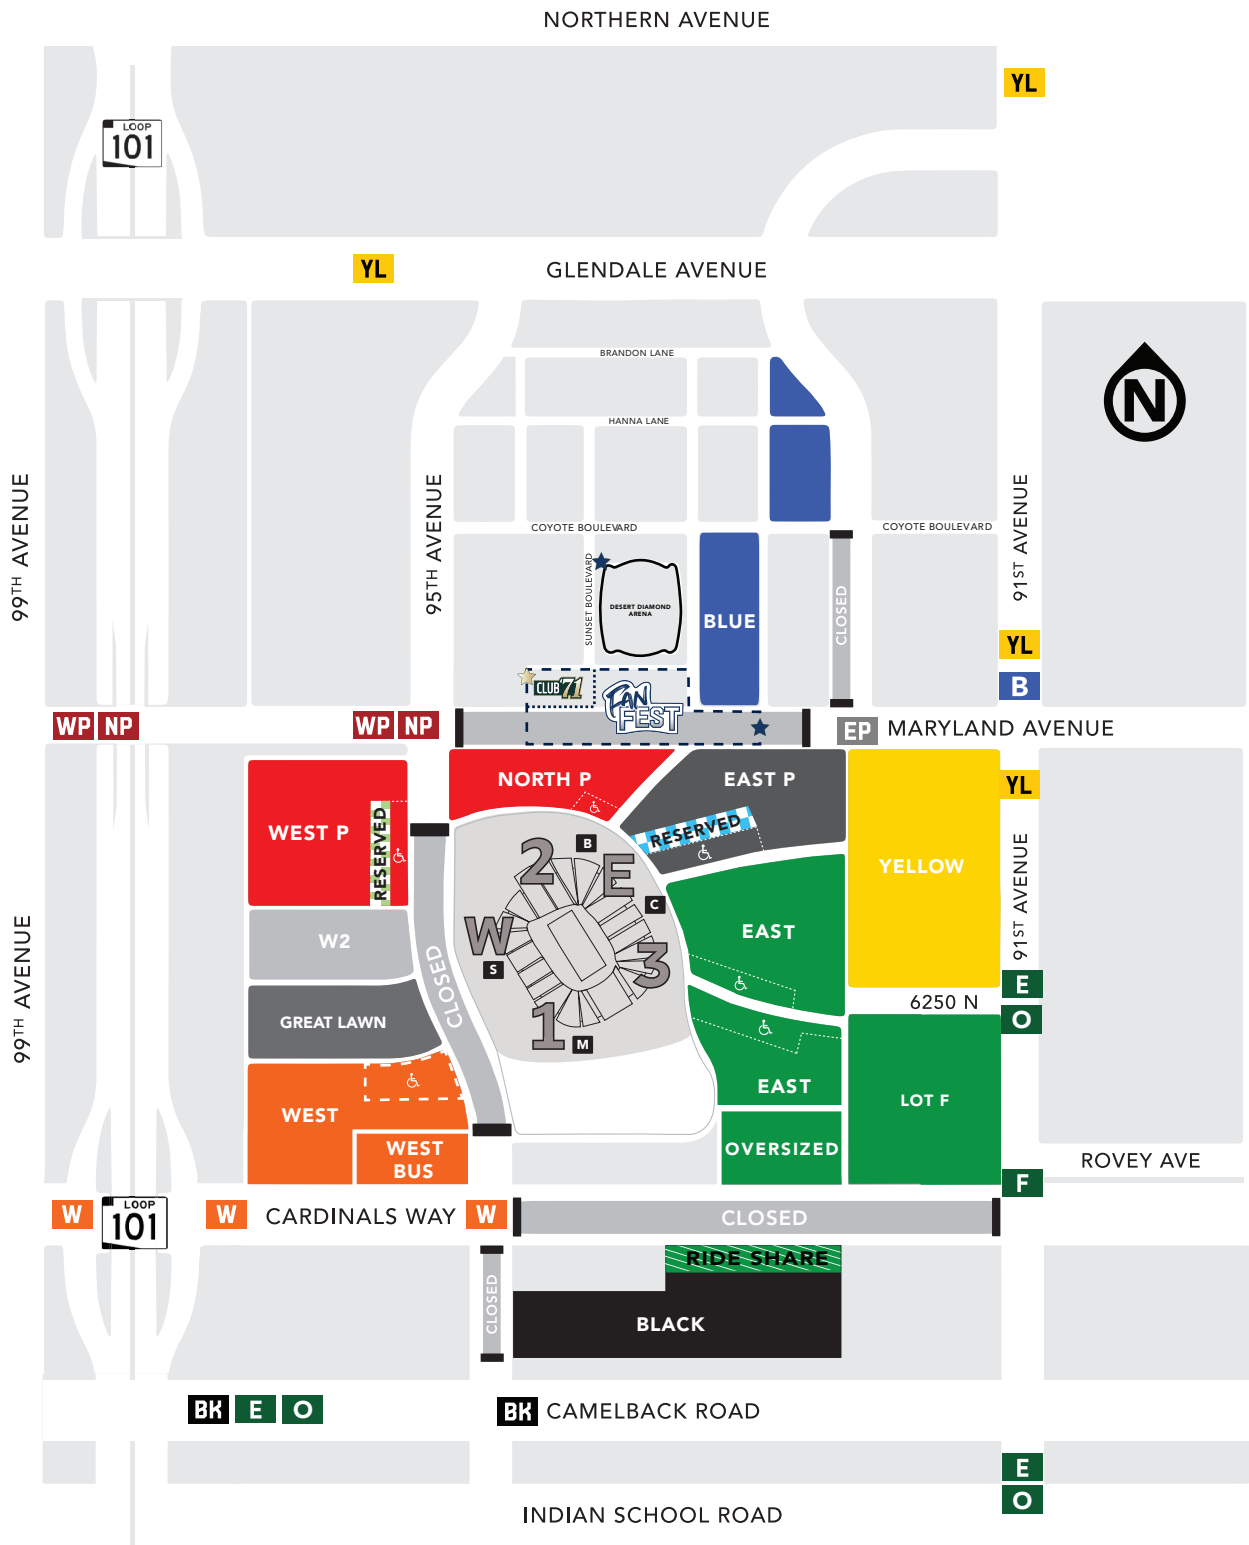 NORTHERN AVENUE
YL
LOOP
101
YL
GLENDALE AVENUE
BRANDON LANE
N
HANNA LANE
99TH AVENUE
95TH AVENUE
91ST AVENUE
COYOTE BOULEVARD
COYOTE BOULEVARD
SUNSET BOULEVARD
DESERT DIAMOND
ARENA
BLUE
CLOSED
YL
B
CLUB '71
FAN
FEST
WP NP
WP NP
EP MARYLAND AVENUE
NORTH P
EAST P
YL
WEST P
RESERVED
RESERVED
YELLOW
2
B
E
C
W
S
3
1
M
W2
EAST
91ST AVENUE
99TH AVENUE
CLOSED
E
O
6250 N
GREAT LAWN
EAST
LOT F
WEST
WEST
BUS
OVERSIZED
ROVEY AVE
F
W
LOOP
101
W
CARDINALS WAY
W
CLOSED
RIDE SHARE
CLOSED
BLACK
BK E O
BK CAMELBACK ROAD
E
O
INDIAN SCHOOL ROAD